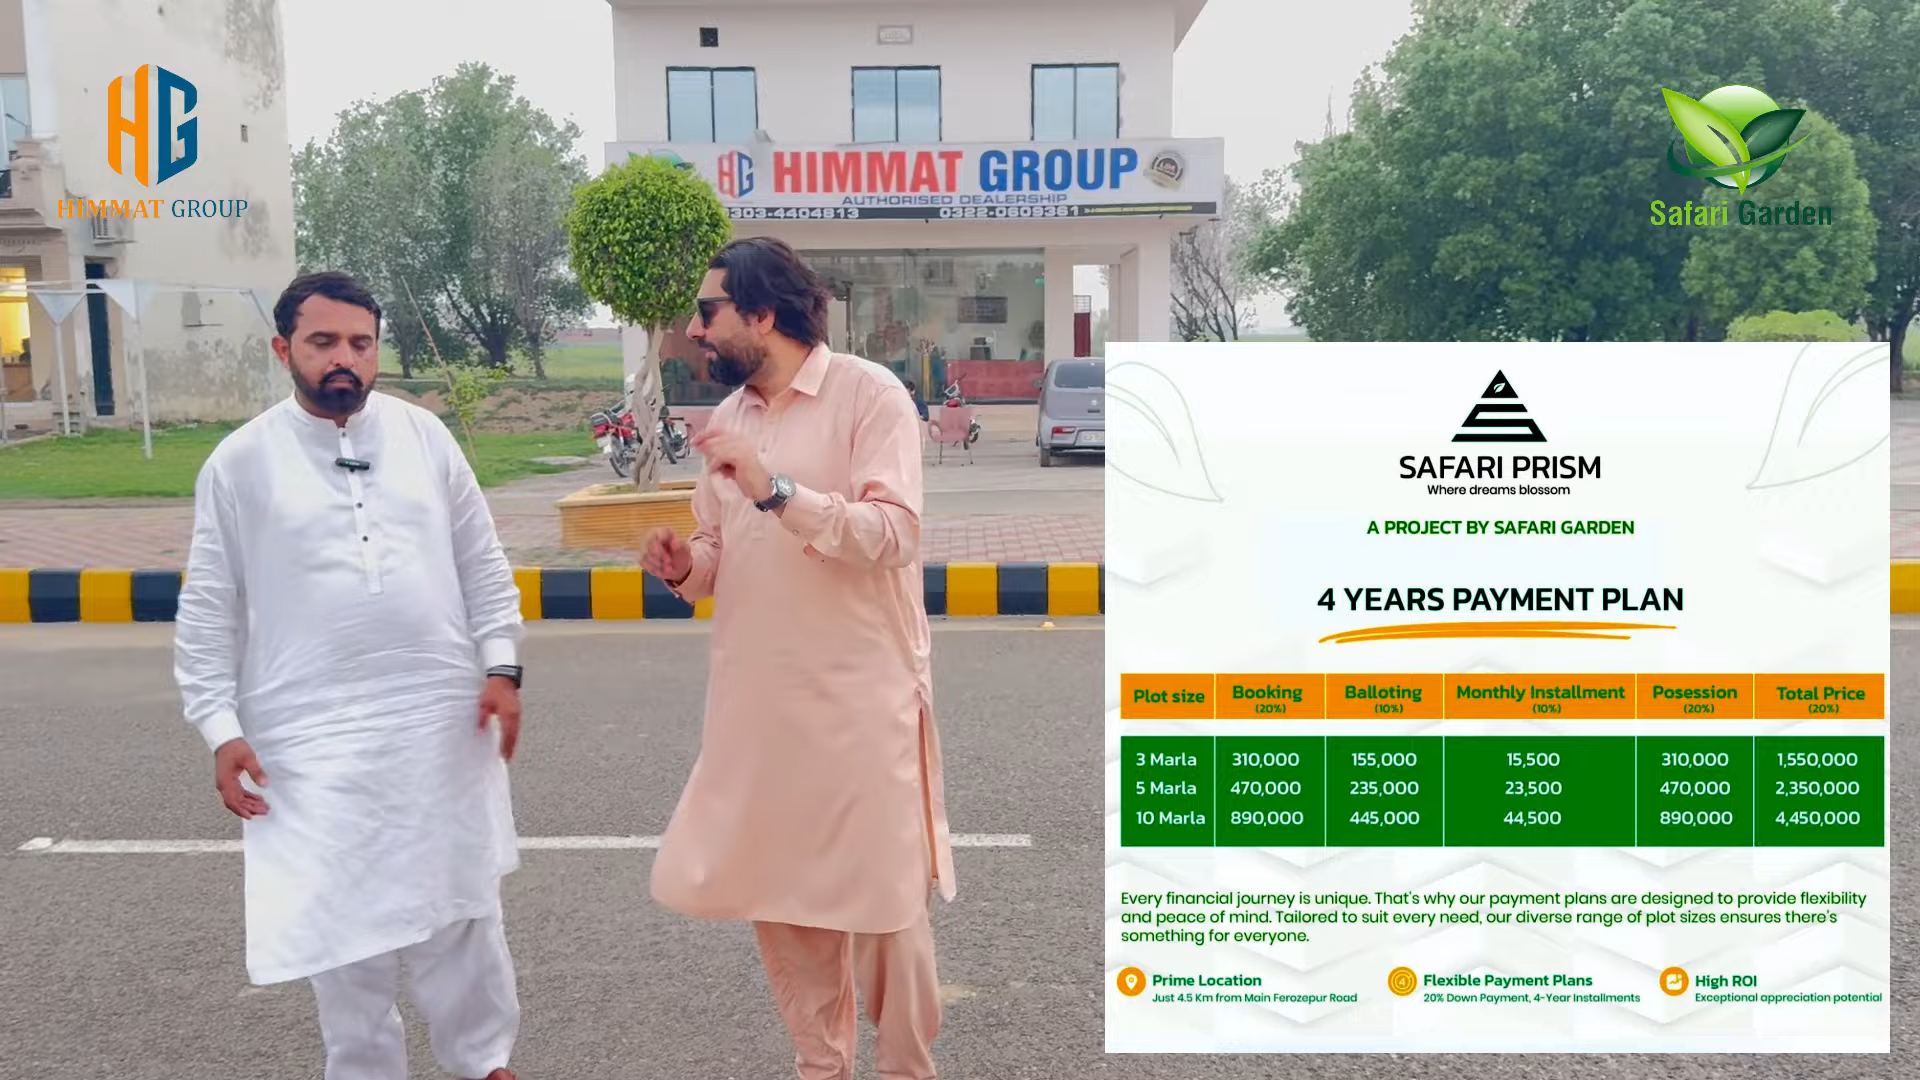 HG
HIMMAT GROUP
Safari Garden
HG HIMMAT GROUP
AUTHORISED DEALERSHIP
0322-0609361
SAFARI PRISM
Where dreams blossom
A PROJECT BY SAFARI GARDEN
4 YEARS PAYMENT PLAN
Plot size Booking (20%) Balloting (10%) Monthly Installment (10%) Posession (20%) Total Price (20%)
3 Marla 310,000 155,000 15,500 310,000 1,550,000
5 Marla 470,000 235,000 23,500 470,000 2,350,000
10 Marla 890,000 445,000 44,500 890,000 4,450,000
Every financial journey is unique. That's why our payment plans are designed to provide flexibility
and peace of mind. Tailored to suit every need, our diverse range of plot sizes ensures there's
something for everyone.
Prime Location
Just 4.5 Km from Main Ferozepur Road
Flexible Payment Plans
20% Down Payment, 4-Year Installments
High ROI
Exceptional appreciation potential